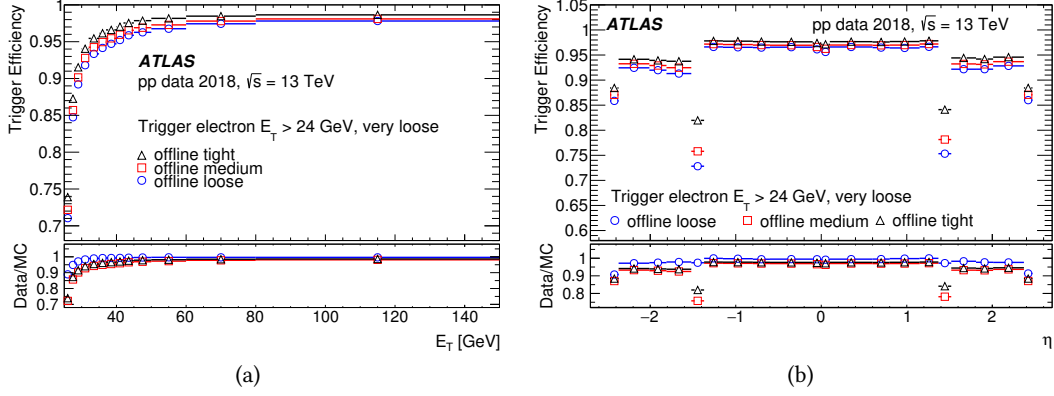 Trigger Efficiency
1
0.95
0.9
0.85
0.8
0.75
0.7
ATLAS
pp data 2018, √s = 13 TeV
Trigger electron E_T > 24 GeV, very loose
offline tight
offline medium
offline loose
Data/MC
1
0.9
0.8
0.7
40 60 80 100 120 140
E_T [GeV]
(a)
Trigger Efficiency
1.05
1
0.95
0.9
0.85
0.8
0.75
0.7
0.65
0.6
ATLAS
pp data 2018, √s = 13 TeV
Trigger electron E_T > 24 GeV, very loose
offline loose offline medium offline tight
Data/MC
1
0.9
0.8
−2 −1 0 1 2
η
(b)